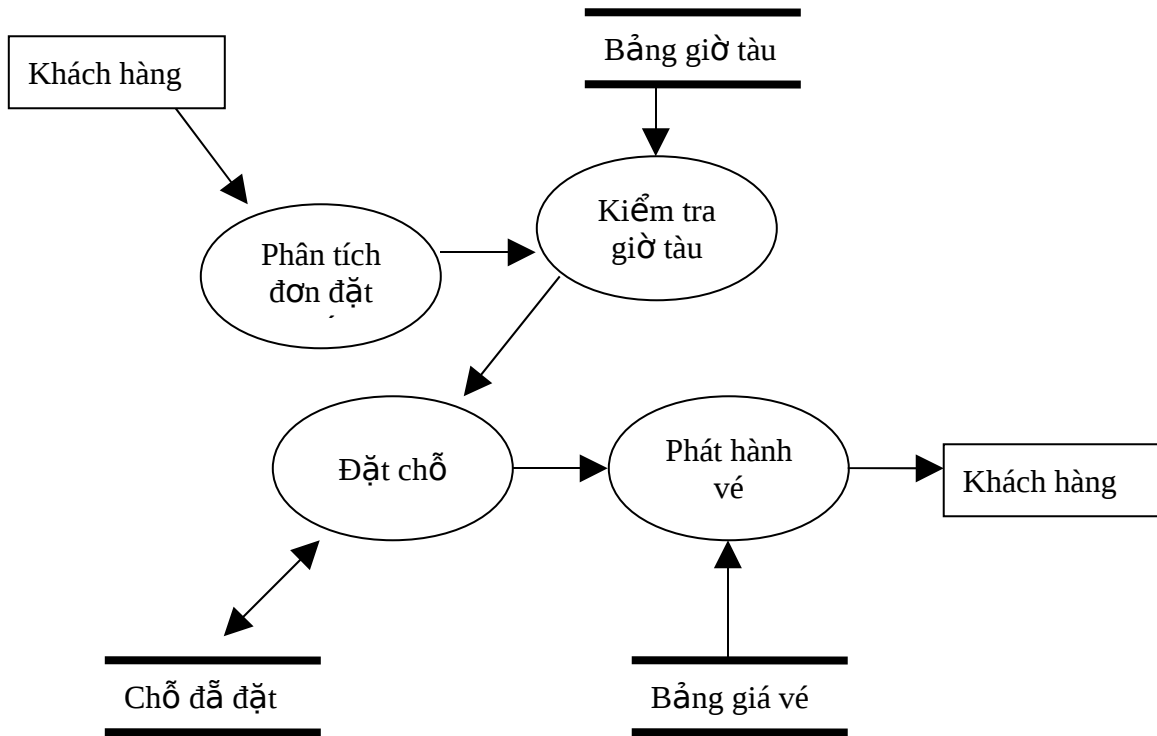 Bảng giờ tàu
Khách hàng
Kiểm tra
giờ tàu
Phân tích
đơn đặt
Đặt chỗ
Phát hành
vé
Khách hàng
Chỗ đẵ đặt
Bảng giá vé